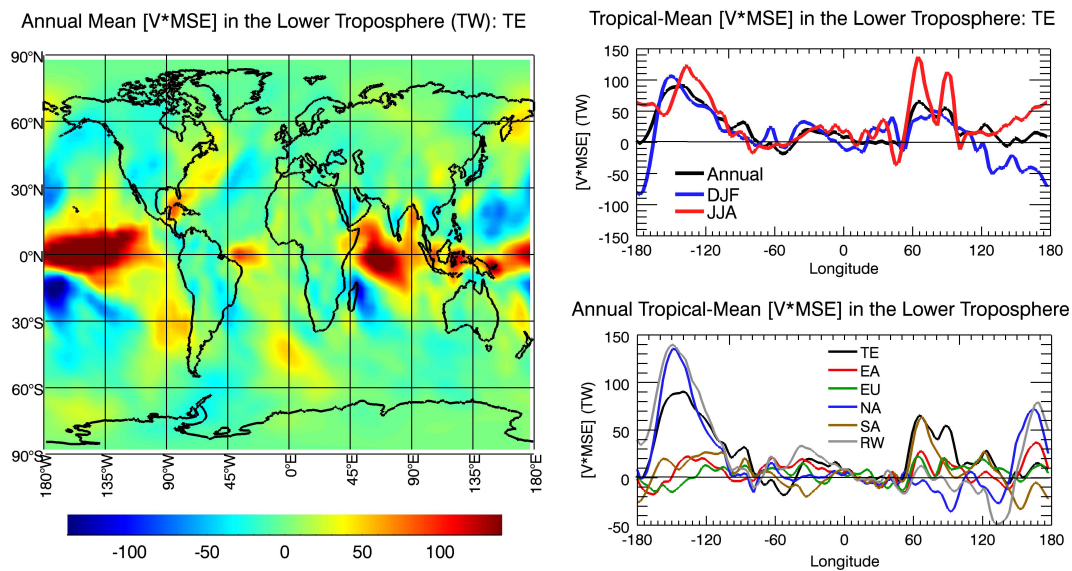 Annual Mean [V*MSE] in the Lower Troposphere (TW): TE
90°N
60°N
30°N
0°N
30°S
60°S
90°S
180°W
135°W
90°W
45°W
0°E
45°E
90°E
135°E
180°E
-100
-50
0
50
100
Tropical-Mean [V*MSE] in the Lower Troposphere: TE
[V*MSE] (TW)
150
100
50
0
-50
-100
-150
Annual
DJF
JJA
-180
-120
-60
0
60
120
180
Longitude
Annual Tropical-Mean [V*MSE] in the Lower Troposphere
[V*MSE] (TW)
150
100
50
0
-50
TE
EA
EU
NA
SA
RW
-180
-120
-60
0
60
120
180
Longitude